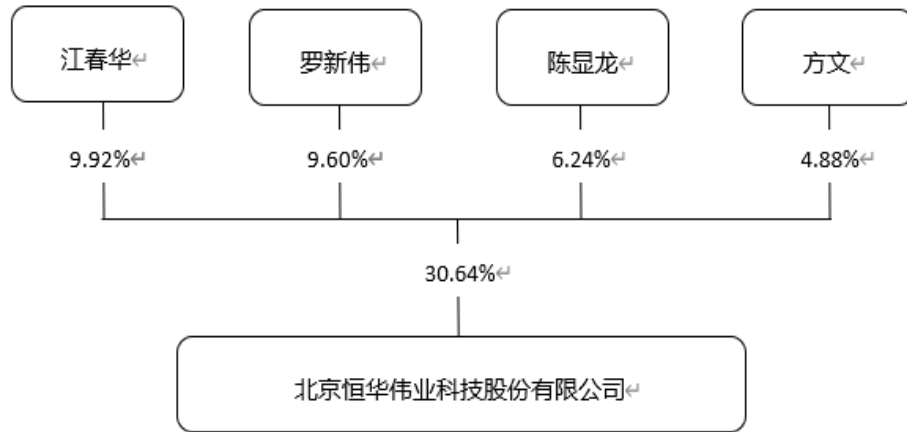 江春华↵
罗新伟↵
陈显龙↵
方文↵
9.92%↵
9.60%↵
6.24%↵
4.88%↵
30.64%↵
北京恒华伟业科技股份有限公司↵